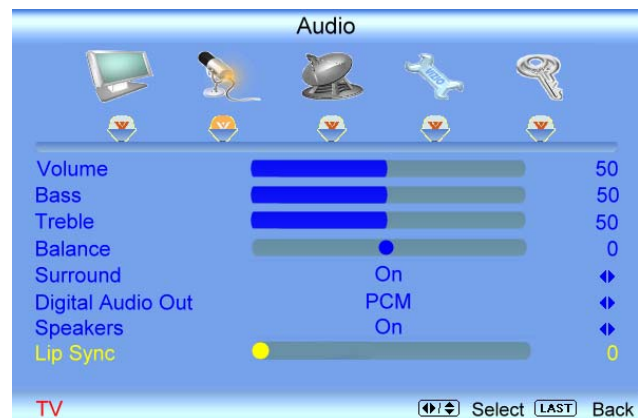 Audio
Volume 50
Bass 50
Treble 50
Balance 0
Surround On
Digital Audio Out PCM
Speakers On
Lip Sync 0
TV Select LAST Back